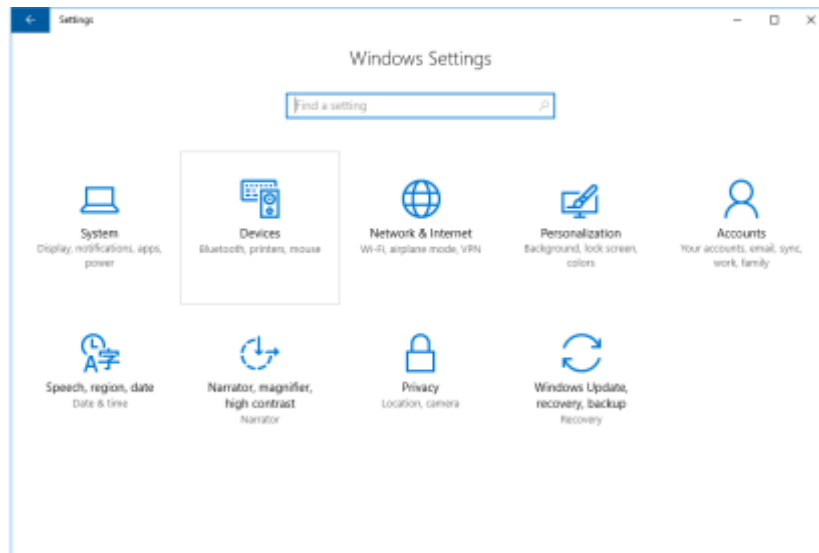 Settings
Windows Settings
Find a setting
System
Display, notifications, apps,
power
Devices
Bluetooth, printers, mouse
Network & Internet
Wi-Fi, airplane mode, VPN
Personalization
Background, lock screen,
colors
Accounts
Your accounts, email, sync,
work, family
A字
Speech, region, date
Date & time
Narrator, magnifier,
high contrast
Narrator
Privacy
Location, camera
Windows Update,
recovery, backup
Recovery